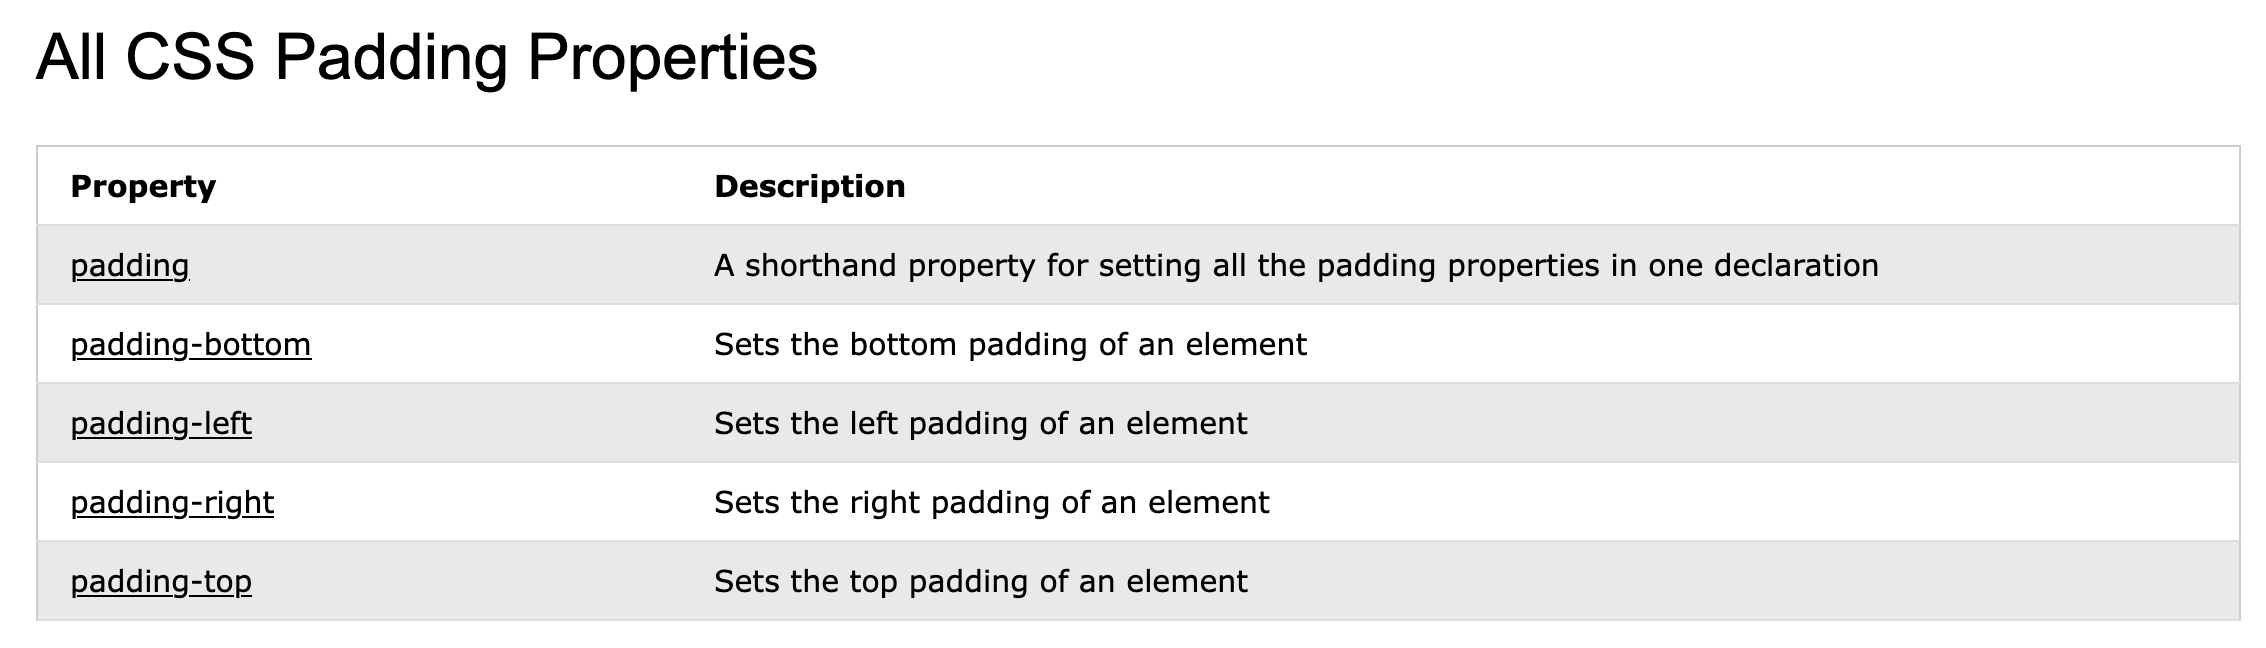 All CSS Padding Properties
Property Description
padding A shorthand property for setting all the padding properties in one declaration
padding-bottom Sets the bottom padding of an element
padding-left Sets the left padding of an element
padding-right Sets the right padding of an element
padding-top Sets the top padding of an element